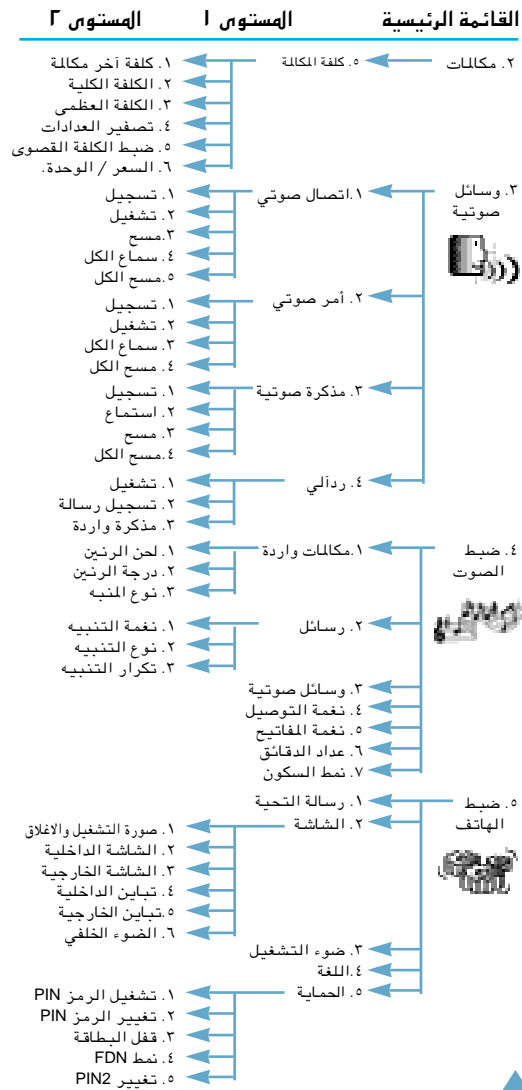 القائمة الرئيسية المستوى ١ المستوى ٢
٢. مكالمات ٥. كلفة المكالمة ١. كلفة آخر مكالمة
٢. الكلفة الكلية
٣. الكلفة العظمى
٤. تصفير العدادات
٥. ضبط الكلفة القصوى
٦. السعر / الوحدة.
٣. وسائل ١.اتصال صوتي ١. تسجيل
صوتية ٢. تشغيل
٣.مسح
٤. سماع الكل
٥.مسح الكل
٢. أمر صوتي ١. تسجيل
٢. تشغيل
٣. سماع الكل
٤. مسح الكل
٣. مذكرة صوتية ١. تسجيل
٢. استماع
٣. مسح
٤.مسح الكل
٤. ردآلي ١. تشغيل
٢. تسجيل رسالة
٣. مذكرة واردة
٤. ضبط ١.مكالمات واردة ١. لحن الرنين
الصوت ٢. درجة الرنين
٣. نوع المنبه
٢. رسائل ١. نغمة التنبيه
٢. نوع التنبيه
٣. تكرار التنبيه
٣. وسائل صوتية
٤. نغمة التوصيل
٥. نغمة المفاتيح
٦. عداد الدقائق
٧. نمط السكون
٥. ضبط ١. رسالة التحية
الهاتف ٢. الشاشة ١. صورة التشغيل والاغلاق
٢. الشاشة الداخلية
٣. الشاشة الخارجية
٤. تباين الداخلية
٥.تباين الخارجية
٦. الضوء الخلفي
٣. ضوء التشغيل
٤.اللغة
٥. الحماية ١. تشغيل الرمز PIN
٢. تغيير الرمز PIN
٣. قفل البطاقة
٤. نمط FDN
٥. تغيير PIN2